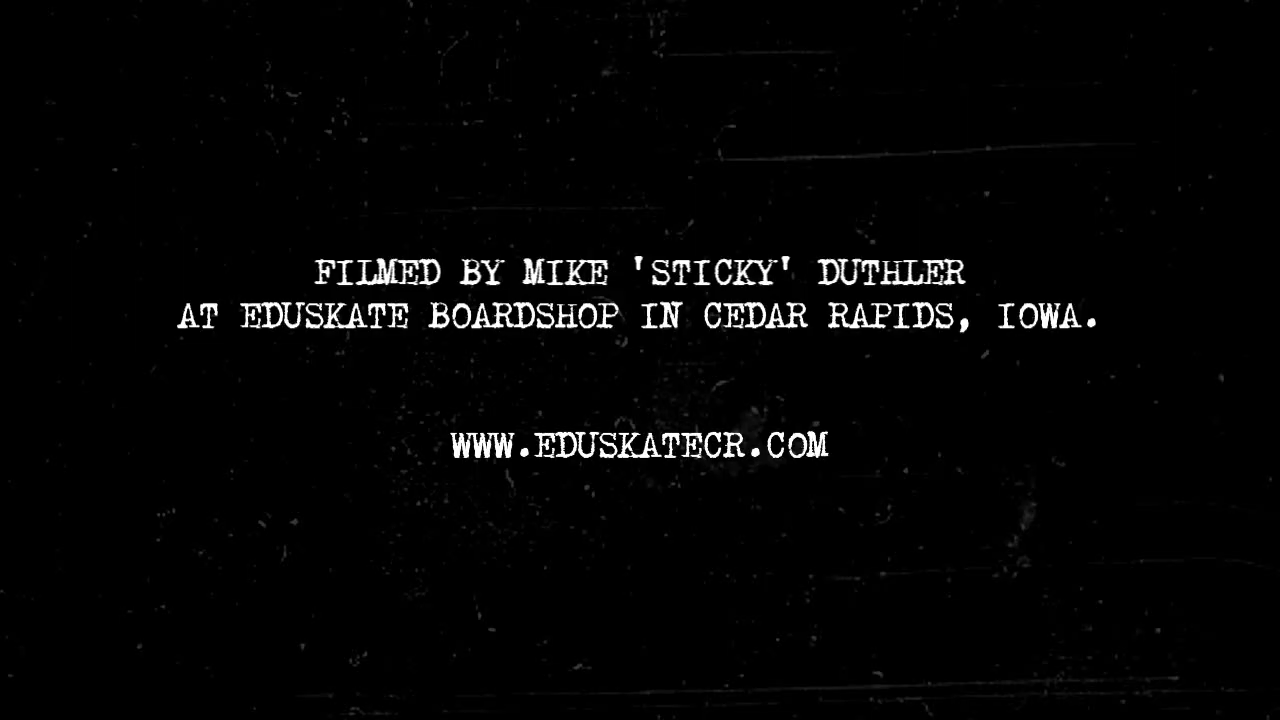 FILMED BY MIKE 'STICKY' DUTHLER
AT EDUSKATE BOARDSHOP IN CEDAR RAPIDS, IOWA.
WWW.EDUSKATECR.COM